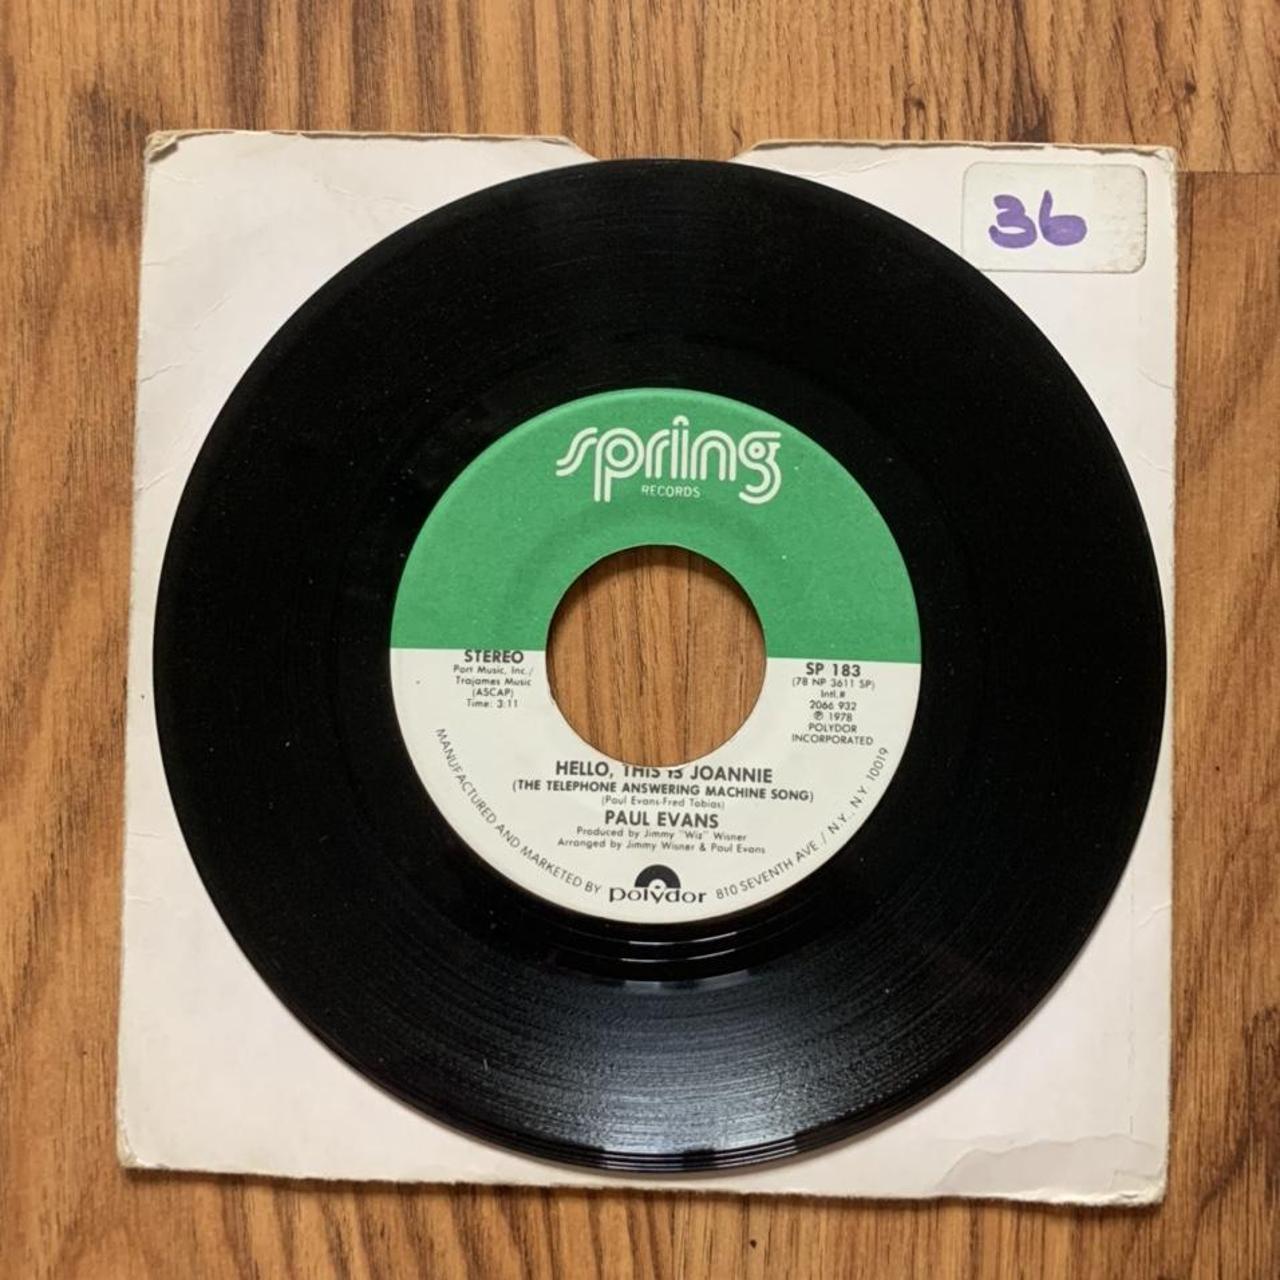 36
spring
RECORDS
STEREO
Port Music, Inc./
Trajames Music
(ASCAP)
Time: 3:11
SP 183
(78 NP 3611 SP)
Intl.#
2066 932
℗ 1978
POLYDOR
INCORPORATED
HELLO, THIS IS JOANNIE
(THE TELEPHONE ANSWERING MACHINE SONG)
(Paul Evans-Fred Tobias)
PAUL EVANS
Produced by Jimmy "Wiz" Wisner
Arranged by Jimmy Wisner & Paul Evans
MANUFACTURED AND MARKETED BY polydor 810 SEVENTH AVE./N.Y., N.Y. 10019